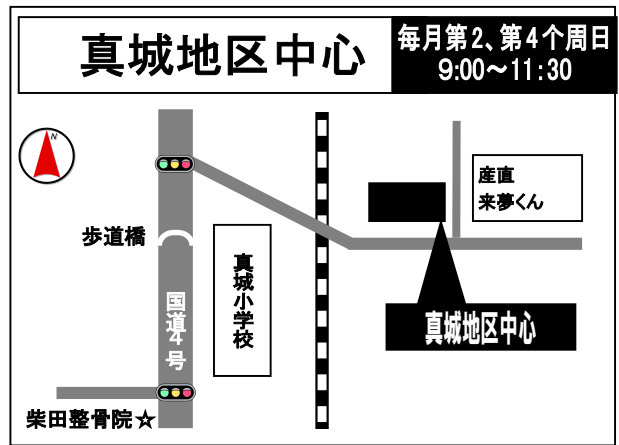 真城地区中心
毎月第2、第4个周日
9:00～11:30
N
産直
来夢くん
歩道橋
真城小学校
国道4号
真城地区中心
柴田整骨院☆